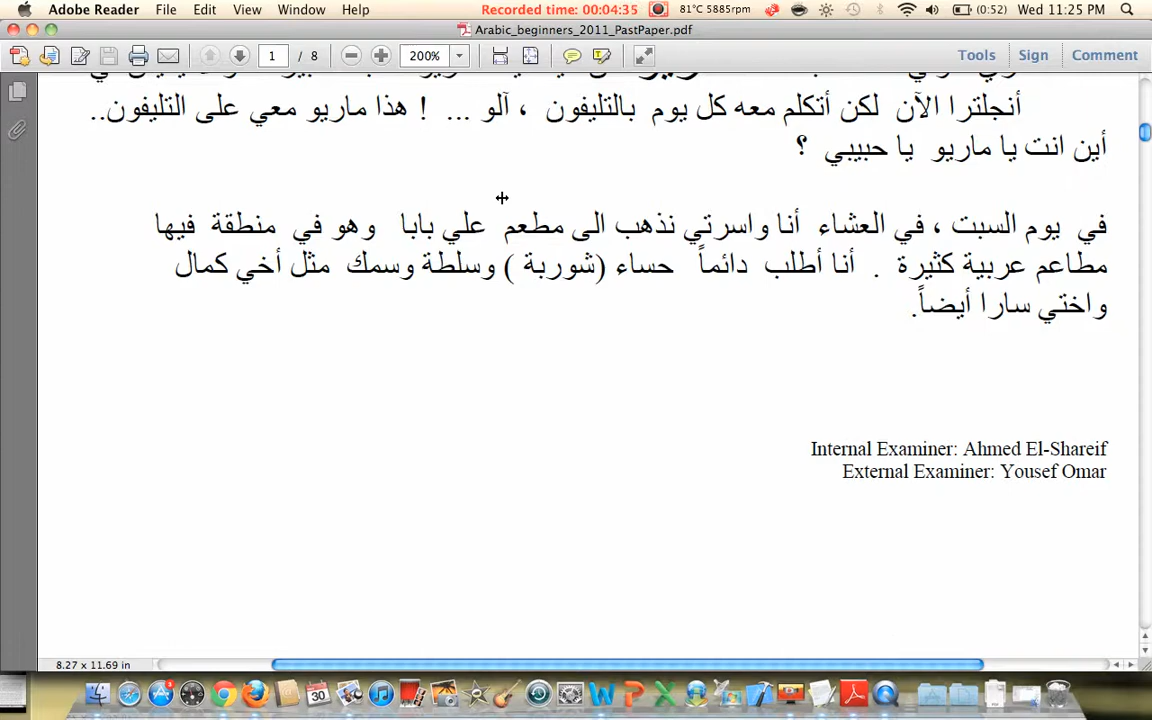 Adobe Reader File Edit View Window Help Recorded time: 00:04:35 81°C 5885rpm (0:52) Wed 11:25 PM
Arabic_beginners_2011_PastPaper.pdf
1 / 8 200% Tools Sign Comment
أنجلترا الآن لكن أتكلم معه كل يوم بالتليفون ، آلو ... ! هذا ماريو معي على التليفون..
أين انت يا ماريو يا حبيبي ؟
في يوم السبت ، في العشاء أنا واسرتي نذهب الى مطعم علي بابا وهو في منطقة فيها
مطاعم عربية كثيرة . أنا أطلب دائماً حساء (شوربة ) وسلطة وسمك مثل أخي كمال
واختي سارا أيضاً.
Internal Examiner: Ahmed El-Shareif
External Examiner: Yousef Omar
8.27 x 11.69 in